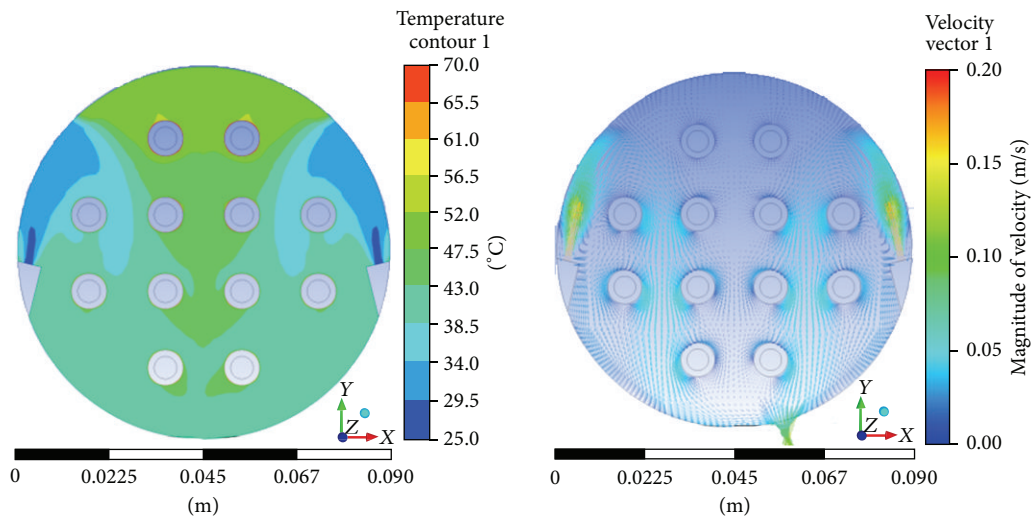 Temperature
contour 1
70.0
65.5
61.0
56.5
52.0
47.5
43.0
38.5
34.0
29.5
25.0
(°C)
Y
Z
X
0
0.0225
0.045
0.067
0.090
(m)
Velocity
vector 1
0.20
0.15
0.10
0.05
0.00
Magnitude of velocity (m/s)
Y
Z
X
0
0.0225
0.045
0.067
0.090
(m)